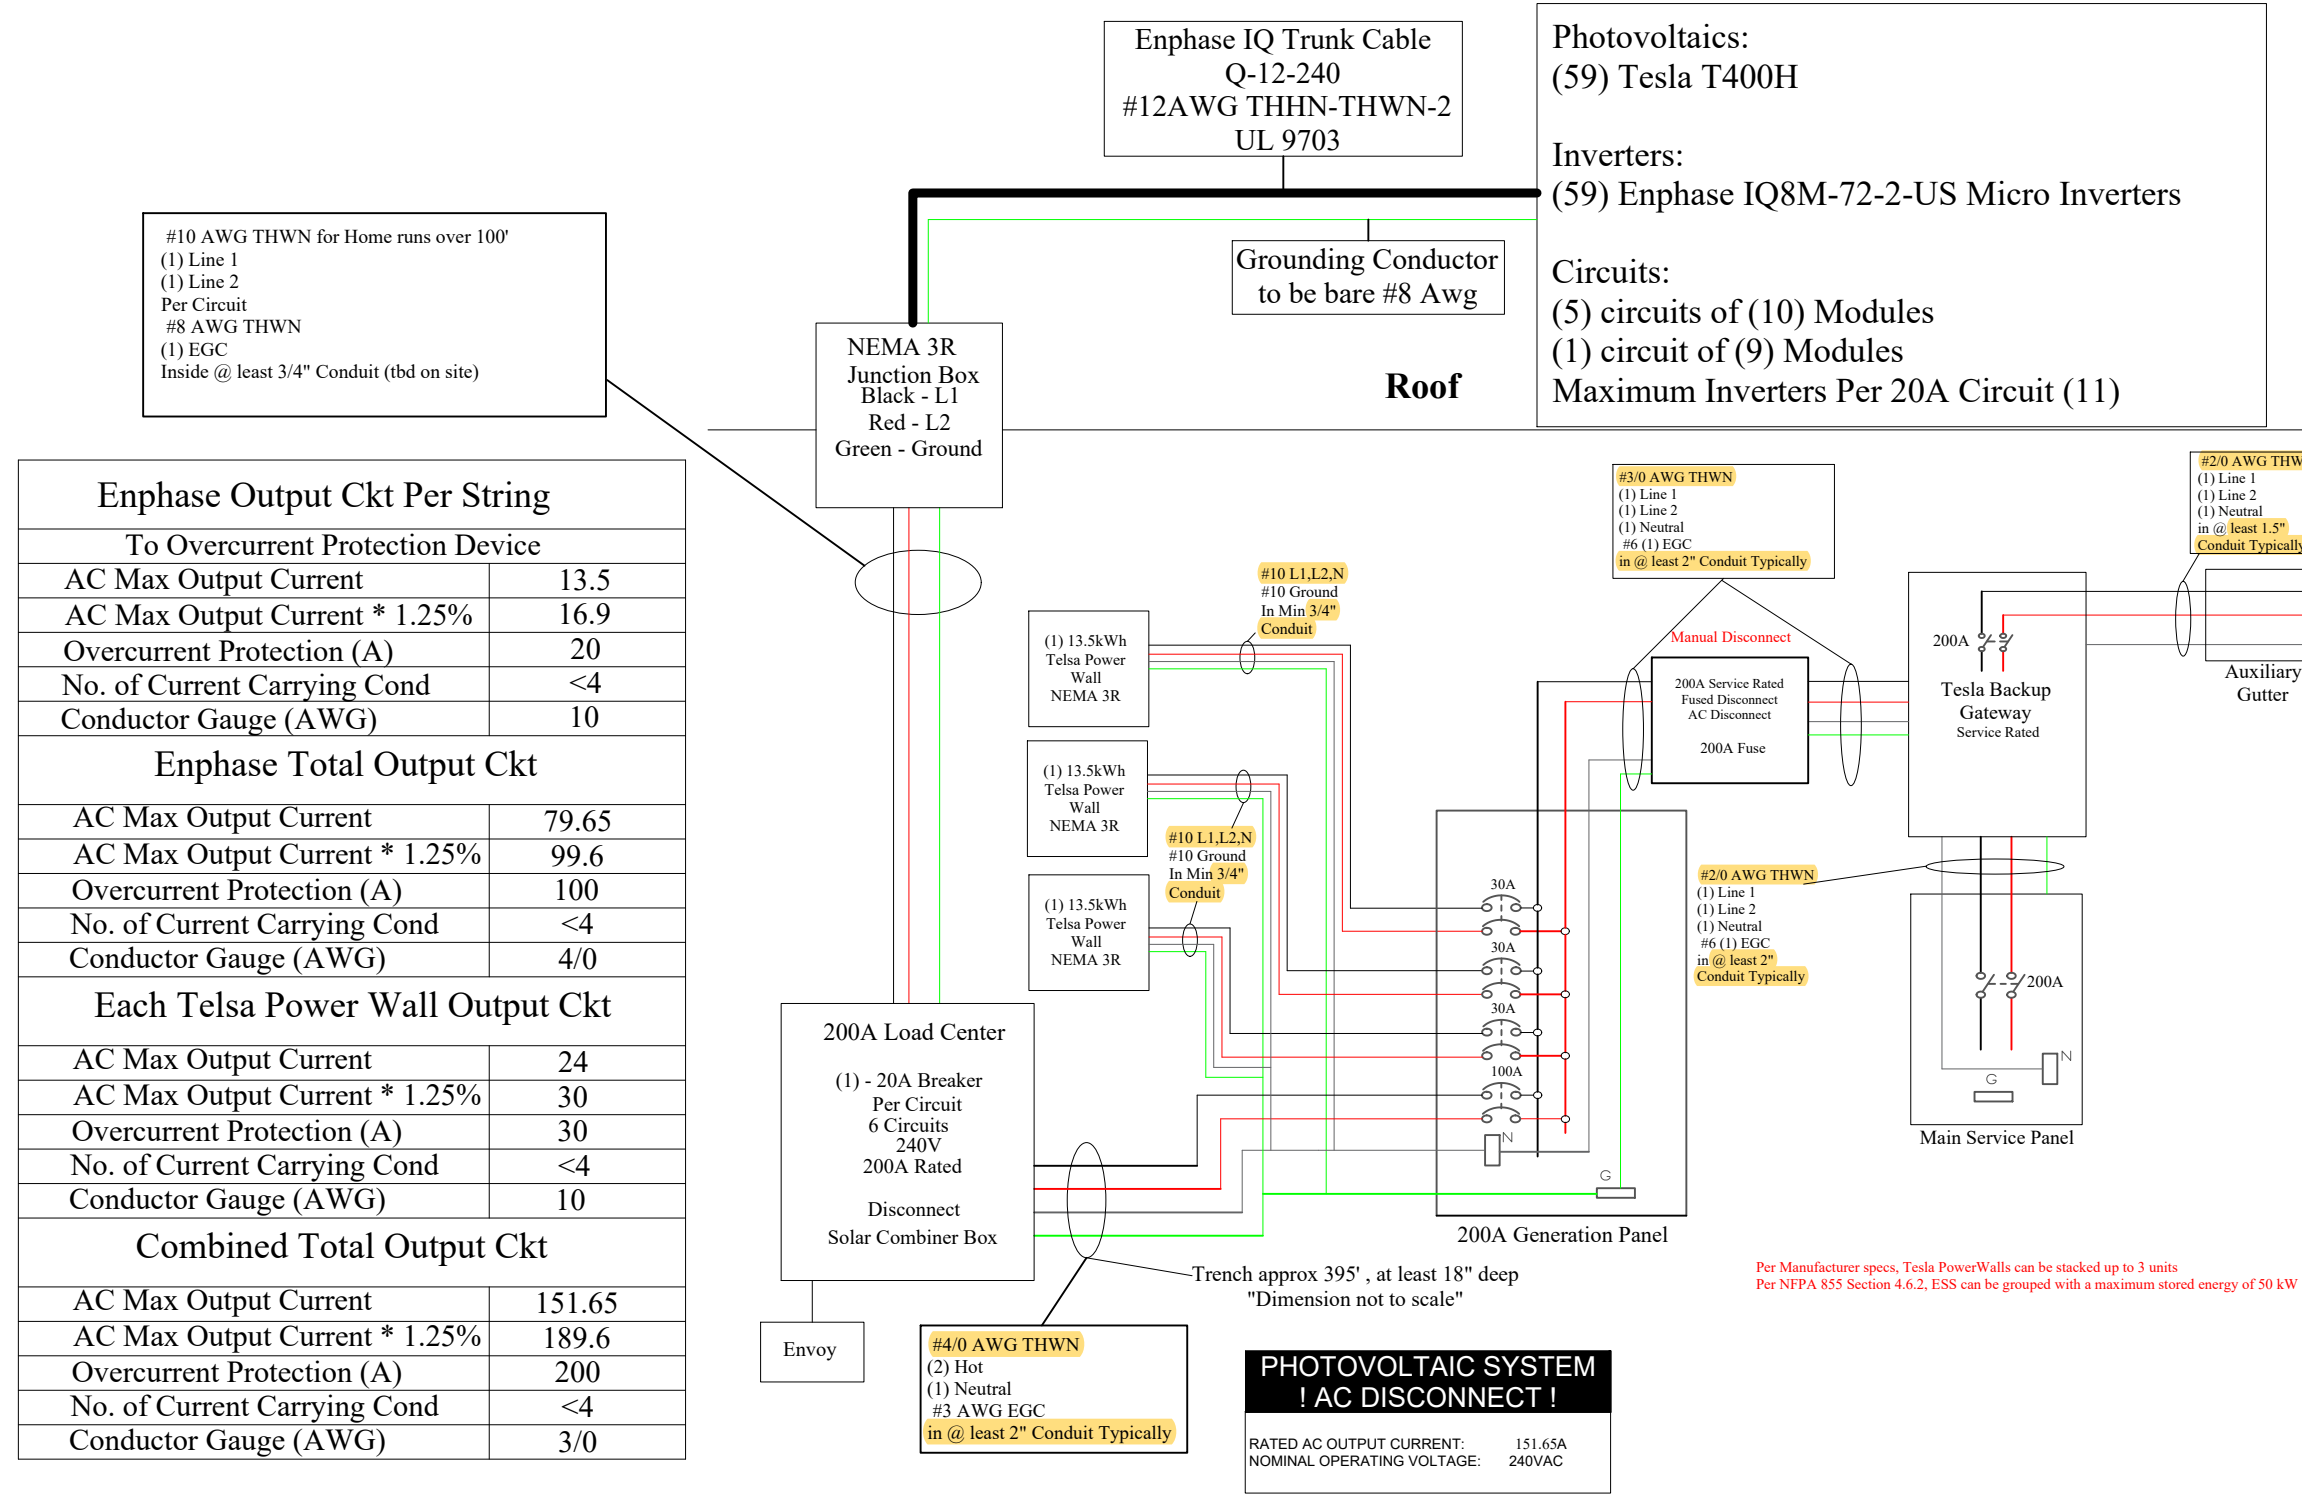 Enphase IQ Trunk Cable
Q-12-240
#12AWG THHN-THWN-2
UL 9703
Photovoltaics:
(59) Tesla T400H
Inverters:
(59) Enphase IQ8M-72-2-US Micro Inverters
Circuits:
(5) circuits of (10) Modules
(1) circuit of (9) Modules
Maximum Inverters Per 20A Circuit (11)
#10 AWG THWN for Home runs over 100'
(1) Line 1
(1) Line 2
Per Circuit
#8 AWG THWN
(1) EGC
Inside @ least 3/4" Conduit (tbd on site)
Grounding Conductor
to be bare #8 Awg
NEMA 3R
Junction Box
Black - L1
Red - L2
Green - Ground
Roof
Enphase Output Ckt Per String
To Overcurrent Protection Device
AC Max Output Current 13.5
AC Max Output Current * 1.25% 16.9
Overcurrent Protection (A) 20
No. of Current Carrying Cond <4
Conductor Gauge (AWG) 10
Enphase Total Output Ckt
AC Max Output Current 79.65
AC Max Output Current * 1.25% 99.6
Overcurrent Protection (A) 100
No. of Current Carrying Cond <4
Conductor Gauge (AWG) 4/0
Each Telsa Power Wall Output Ckt
AC Max Output Current 24
AC Max Output Current * 1.25% 30
Overcurrent Protection (A) 30
No. of Current Carrying Cond <4
Conductor Gauge (AWG) 10
Combined Total Output Ckt
AC Max Output Current 151.65
AC Max Output Current * 1.25% 189.6
Overcurrent Protection (A) 200
No. of Current Carrying Cond <4
Conductor Gauge (AWG) 3/0
#10 L1,L2,N
#10 Ground
In Min 3/4"
Conduit
(1) 13.5kWh
Telsa Power
Wall
NEMA 3R
(1) 13.5kWh
Telsa Power
Wall
NEMA 3R
#10 L1,L2,N
#10 Ground
In Min 3/4"
Conduit
(1) 13.5kWh
Telsa Power
Wall
NEMA 3R
#3/0 AWG THWN
(1) Line 1
(1) Line 2
(1) Neutral
#6 (1) EGC
in @ least 2" Conduit Typically
Manual Disconnect
200A Service Rated
Fused Disconnect
AC Disconnect
200A Fuse
#2/0 AWG
(1) Line 1
(1) Line 2
(1) Neutral
in @ least 1.5"
Conduit Typically
200A
Tesla Backup
Gateway
Service Rated
Auxiliary
Gutter
#2/0 AWG THWN
(1) Line 1
(1) Line 2
(1) Neutral
#6 (1) EGC
in @ least 2"
Conduit Typically
200A
N
G
Main Service Panel
30A
30A
30A
100A
N
G
200A Generation Panel
200A Load Center
(1) - 20A Breaker
Per Circuit
6 Circuits
240V
200A Rated
Disconnect
Solar Combiner Box
Envoy
Trench approx 395' , at least 18" deep
"Dimension not to scale"
#4/0 AWG THWN
(2) Hot
(1) Neutral
#3 AWG EGC
in @ least 2" Conduit Typically
Per Manufacturer specs, Tesla PowerWalls can be stacked up to 3 units
Per NFPA 855 Section 4.6.2, ESS can be grouped with a maximum stored energy of 50 kW
PHOTOVOLTAIC SYSTEM
! AC DISCONNECT !
RATED AC OUTPUT CURRENT: 151.65A
NOMINAL OPERATING VOLTAGE: 240VAC